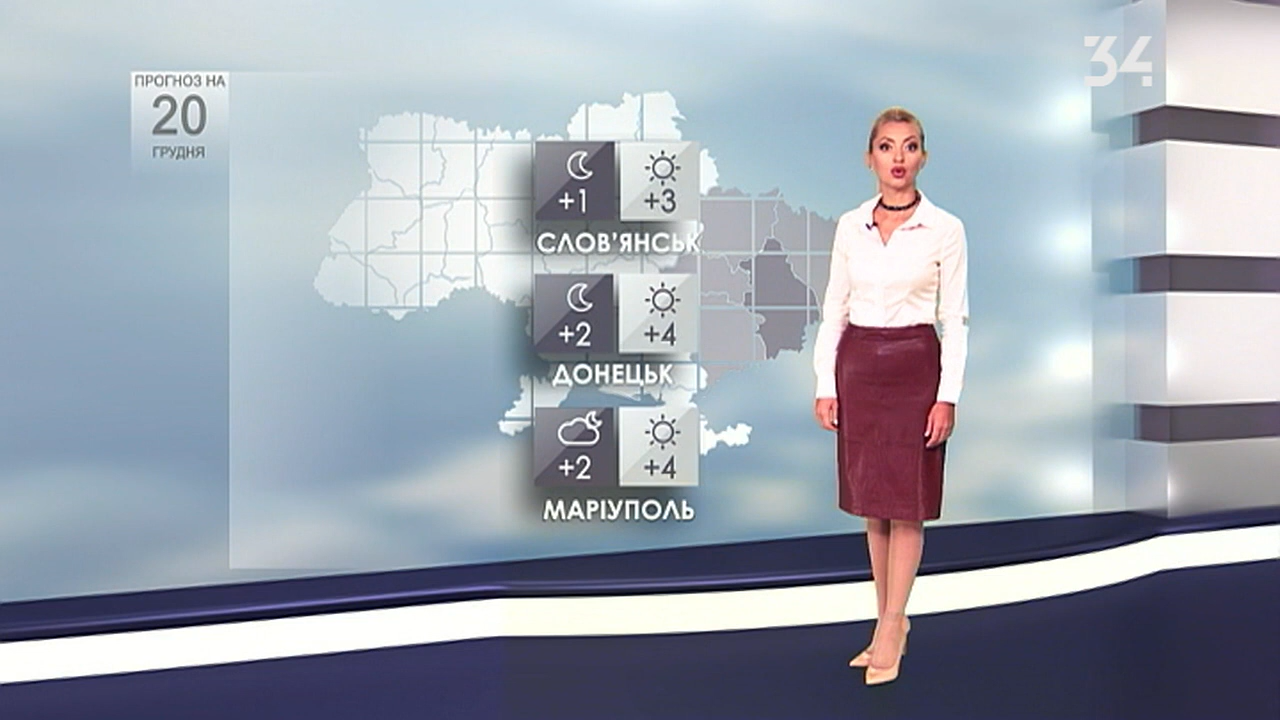 34
ПРОГНОЗ НА
20
ГРУДНЯ
+1 +3
СЛОВ'ЯНСЬК
+2 +4
ДОНЕЦЬК
+2 +4
МАРІУПОЛЬ